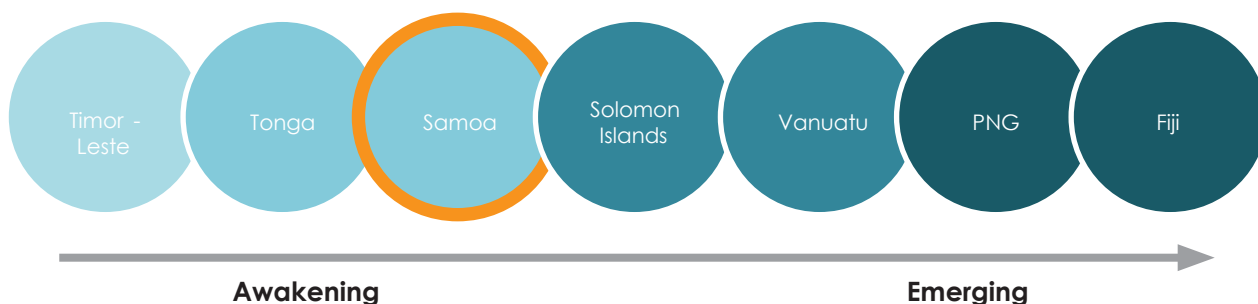 Timor -
Leste
Tonga
Samoa
Solomon
Islands
Vanuatu
PNG
Fiji
Awakening
Emerging